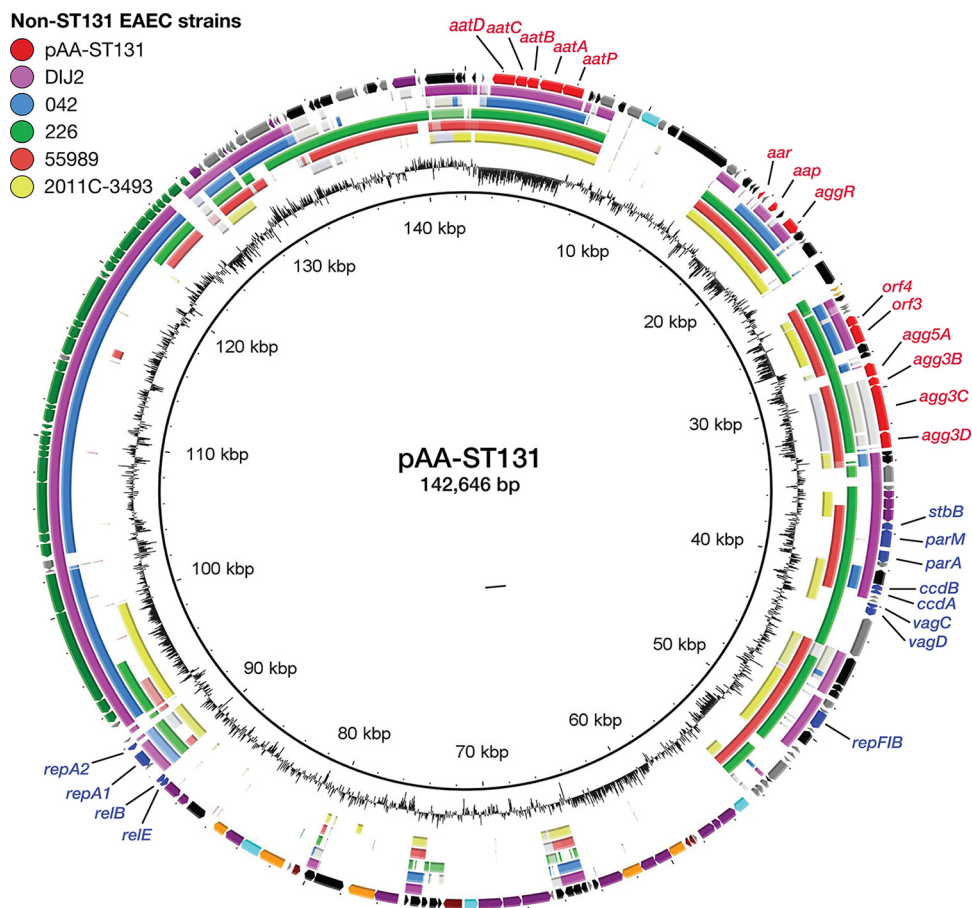 Non-ST131 EAEC strains
pAA-ST131
DIJ2
042
226
55989
2011C-3493
aatD
aatC
aatB
aatA
aatP
aar
aap
aggR
orf4
orf3
agg5A
agg3B
agg3C
agg3D
stbB
parM
parA
ccdB
ccdA
vagC
vagD
repFIB
repA2
repA1
relB
relE
140 kbp
10 kbp
20 kbp
30 kbp
40 kbp
50 kbp
60 kbp
70 kbp
80 kbp
90 kbp
100 kbp
110 kbp
120 kbp
130 kbp
pAA-ST131
142,646 bp